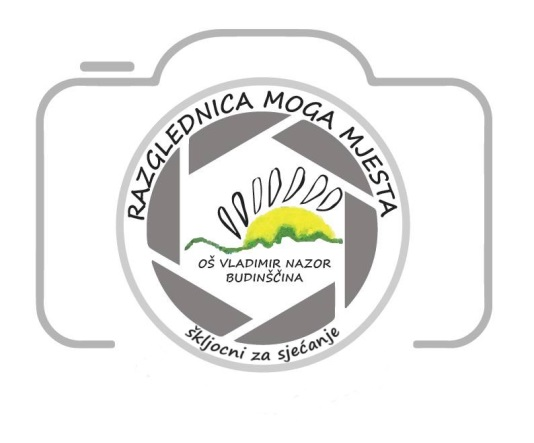 RAZGLEDNICA MOGA MJESTA
OŠ VLADIMIR NAZOR
BUDINŠČINA
škljocni za sjećanje